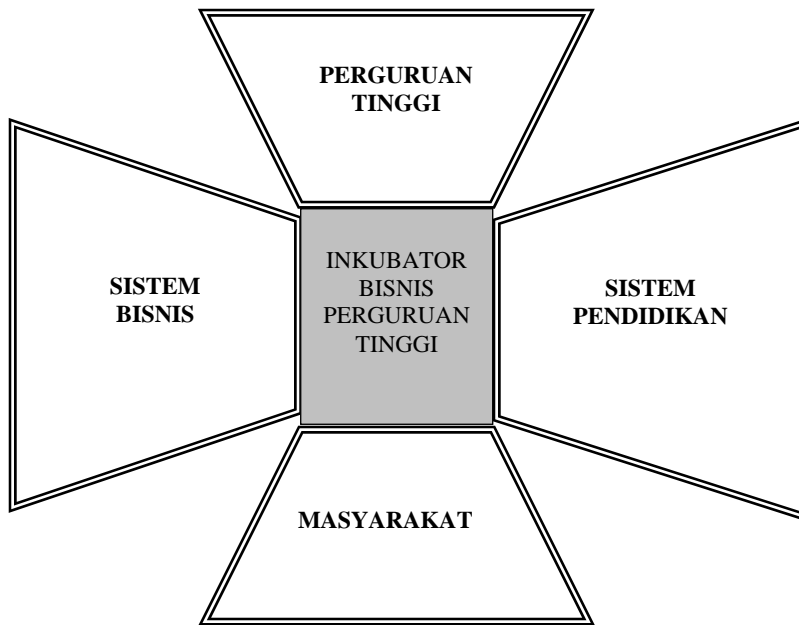 PERGURUAN
TINGGI
SISTEM
BISNIS
INKUBATOR
BISNIS
PERGURUAN
TINGGI
SISTEM
PENDIDIKAN
MASYARAKAT